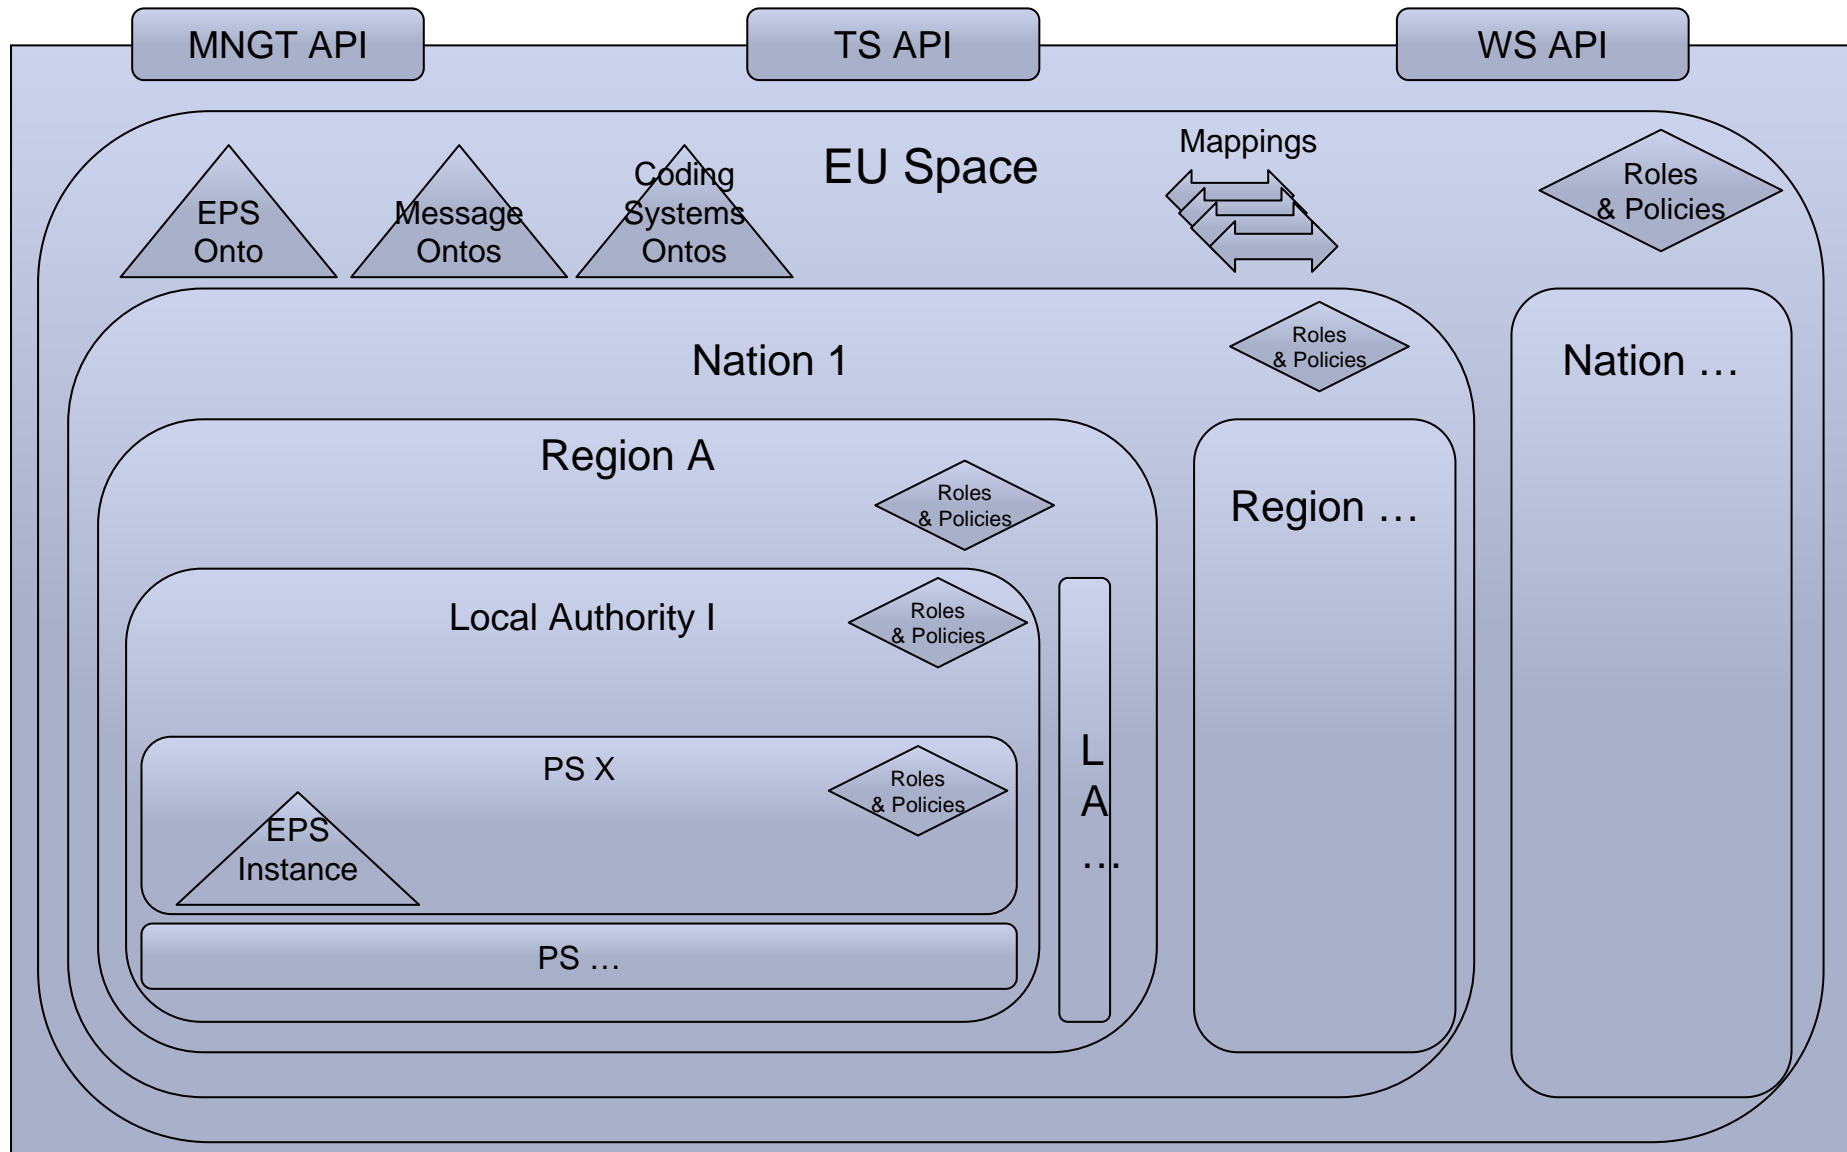 MNGT API
TS API
WS API
EU Space
Mappings
Roles
& Policies
EPS
Onto
Message
Ontos
Coding
Systems
Ontos
Nation 1
Roles
& Policies
Nation …
Region A
Roles
& Policies
Region …
Local Authority I
Roles
& Policies
L
A
…
PS X
Roles
& Policies
EPS
Instance
PS …